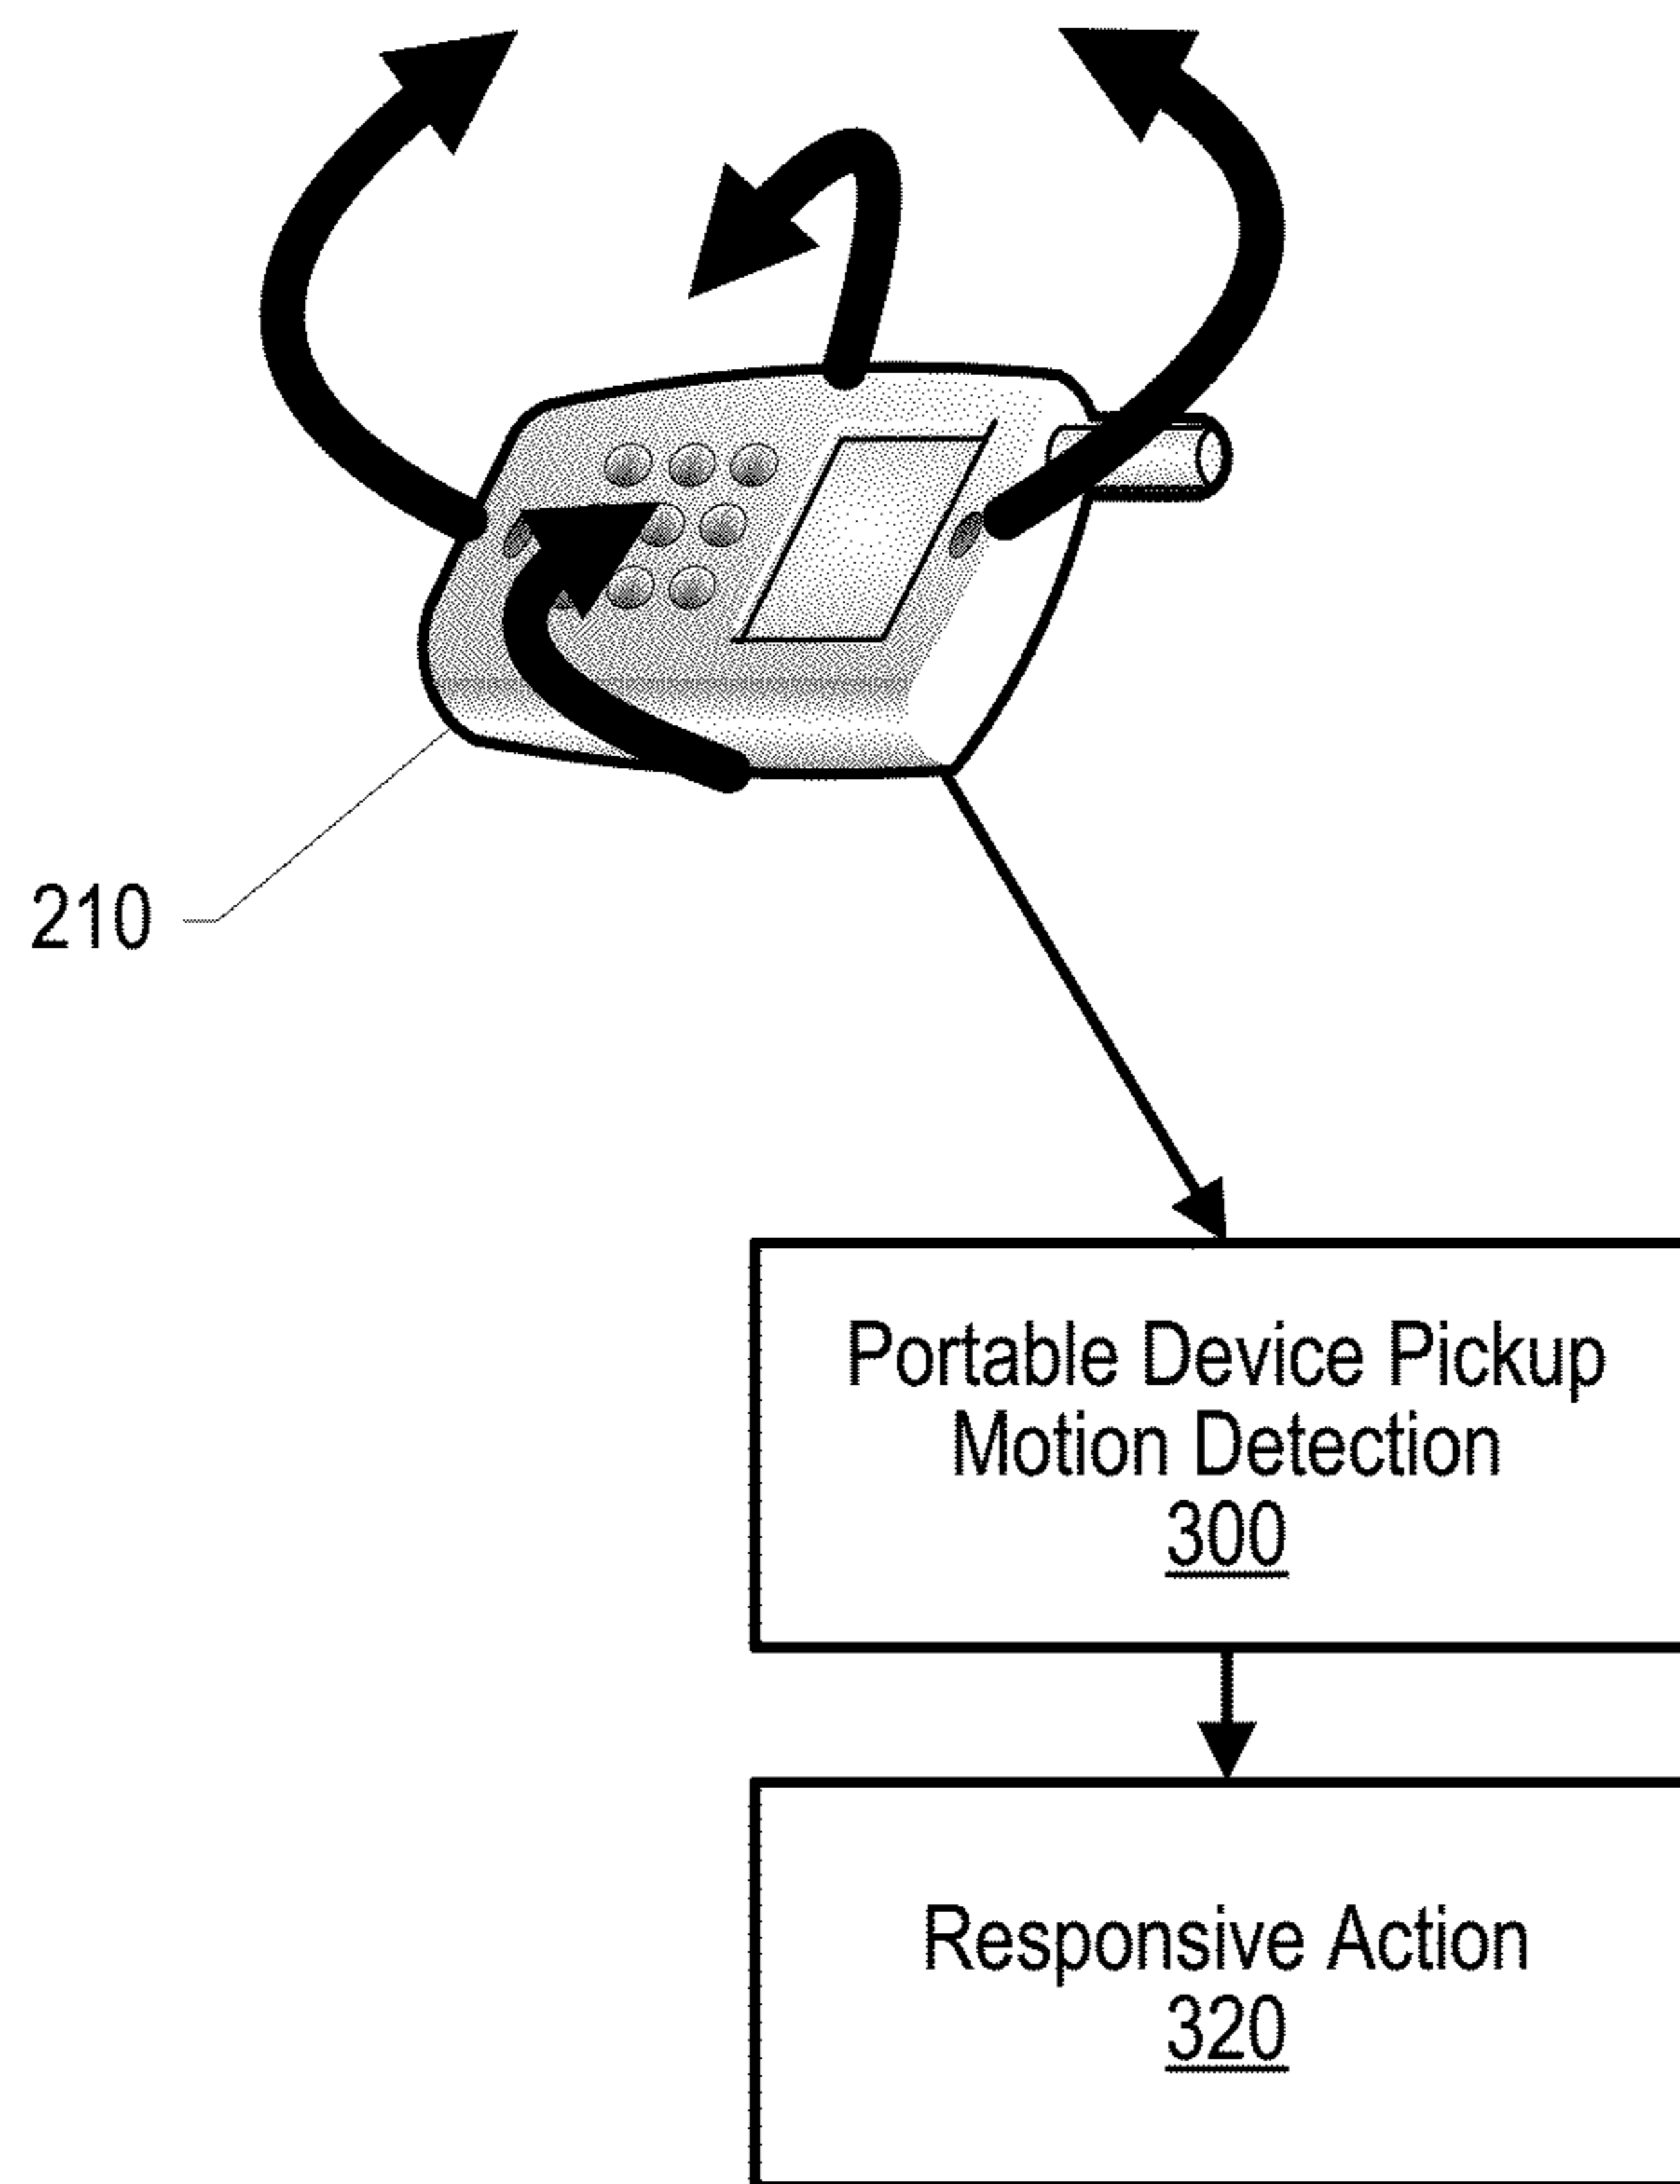 210
Portable Device Pickup
Motion Detection
300
Responsive Action
320